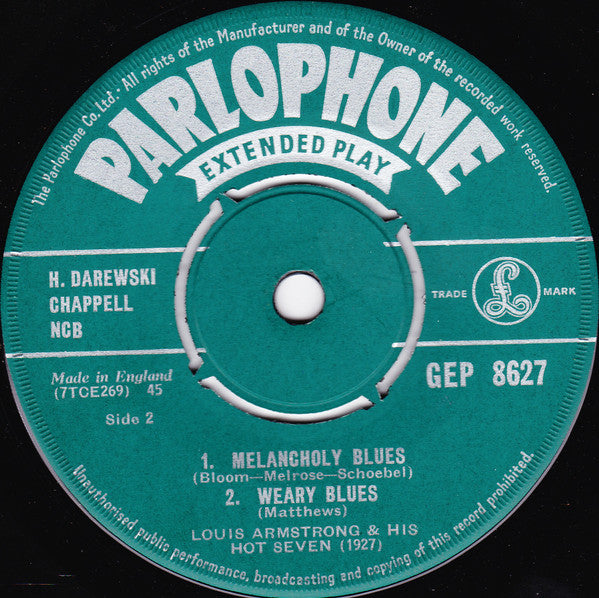 The Parlophone Co. Ltd. · All rights of the Manufacturer and of the Owner of the recorded work reserved.
PARLOPHONE
EXTENDED PLAY
H. DAREWSKI
CHAPPELL
NCB
TRADE £ MARK
Made in England
(7TCE269) 45
GEP 8627
Side 2
1. MELANCHOLY BLUES
(Bloom—Melrose—Schoebel)
2. WEARY BLUES
(Matthews)
LOUIS ARMSTRONG & HIS
HOT SEVEN (1927)
Unauthorised public performance, broadcasting and copying of this record prohibited.